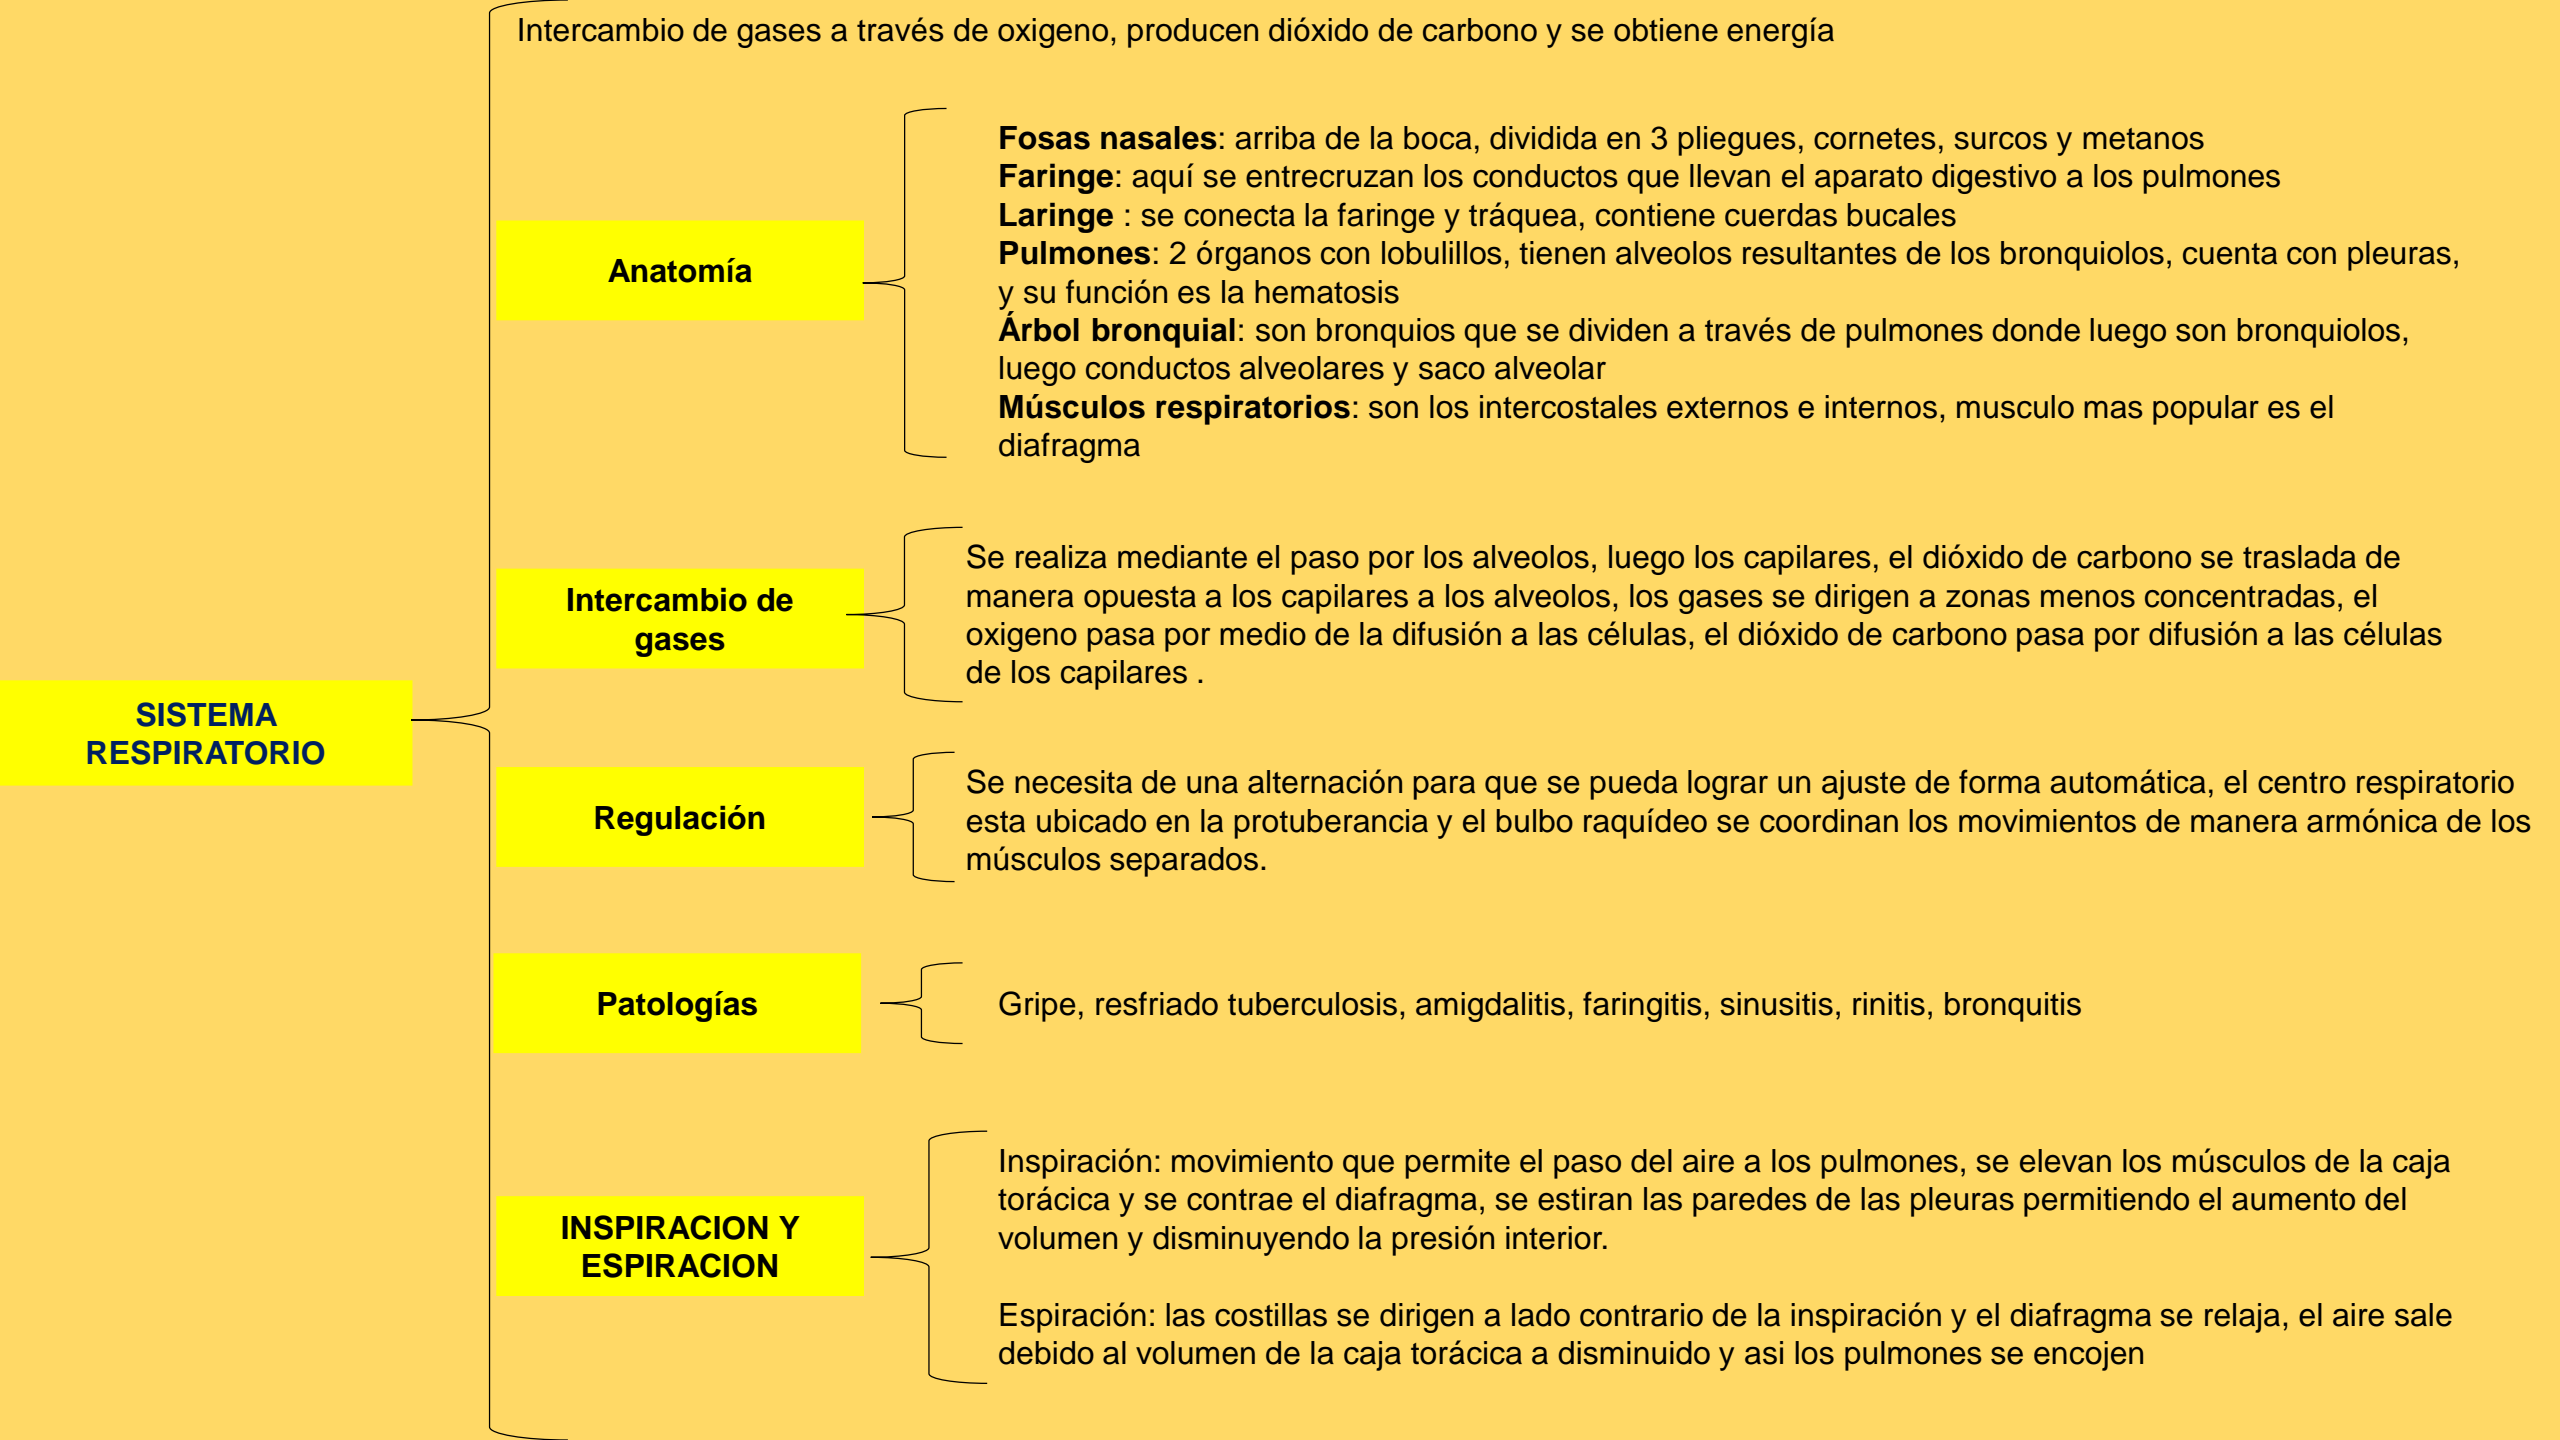 Intercambio de gases a través de oxigeno, producen dióxido de carbono y se obtiene energía
Anatomía
Fosas nasales: arriba de la boca, dividida en 3 pliegues, cornetes, surcos y metanos
Faringe: aquí se entrecruzan los conductos que llevan el aparato digestivo a los pulmones
Laringe : se conecta la faringe y tráquea, contiene cuerdas bucales
Pulmones: 2 órganos con lobulillos, tienen alveolos resultantes de los bronquiolos, cuenta con pleuras,
y su función es la hematosis
Árbol bronquial: son bronquios que se dividen a través de pulmones donde luego son bronquiolos,
luego conductos alveolares y saco alveolar
Músculos respiratorios: son los intercostales externos e internos, musculo mas popular es el
diafragma
Intercambio de
gases
Se realiza mediante el paso por los alveolos, luego los capilares, el dióxido de carbono se traslada de
manera opuesta a los capilares a los alveolos, los gases se dirigen a zonas menos concentradas, el
oxigeno pasa por medio de la difusión a las células, el dióxido de carbono pasa por difusión a las células
de los capilares .
SISTEMA
RESPIRATORIO
Regulación
Se necesita de una alternación para que se pueda lograr un ajuste de forma automática, el centro respiratorio
esta ubicado en la protuberancia y el bulbo raquídeo se coordinan los movimientos de manera armónica de los
músculos separados.
Patologías
Gripe, resfriado tuberculosis, amigdalitis, faringitis, sinusitis, rinitis, bronquitis
INSPIRACION Y
ESPIRACION
Inspiración: movimiento que permite el paso del aire a los pulmones, se elevan los músculos de la caja
torácica y se contrae el diafragma, se estiran las paredes de las pleuras permitiendo el aumento del
volumen y disminuyendo la presión interior.
Espiración: las costillas se dirigen a lado contrario de la inspiración y el diafragma se relaja, el aire sale
debido al volumen de la caja torácica a disminuido y asi los pulmones se encojen